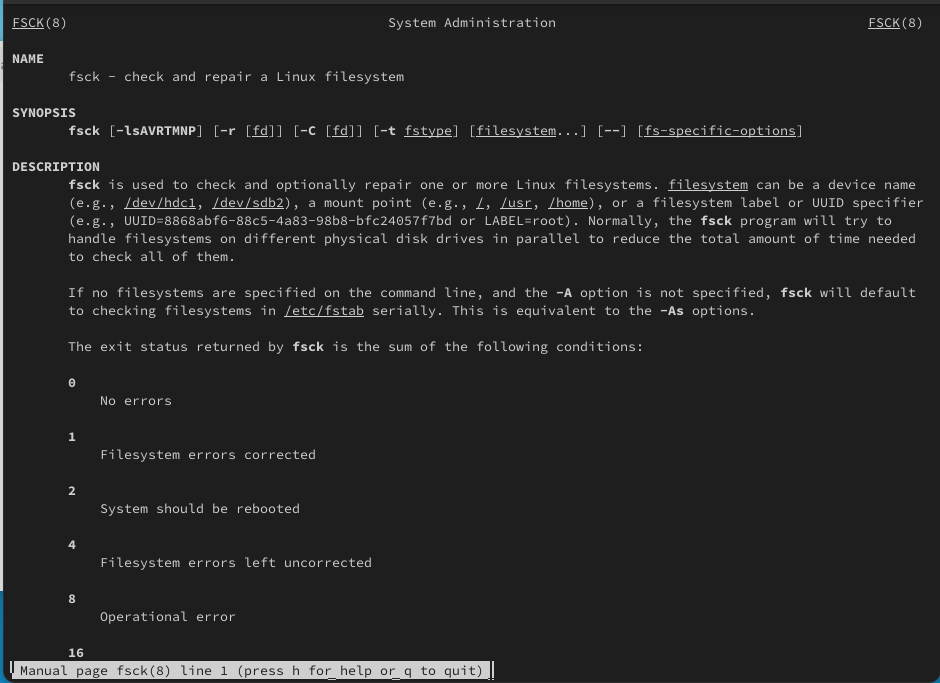 FSCK(8) System Administration FSCK(8)
NAME
fsck - check and repair a Linux filesystem
SYNOPSIS
fsck [-lsAVRTMNP] [-r [fd]] [-C [fd]] [-t fstype] [filesystem...] [--] [fs-specific-options]
DESCRIPTION
fsck is used to check and optionally repair one or more Linux filesystems. filesystem can be a device name
(e.g., /dev/hdc1, /dev/sdb2), a mount point (e.g., /, /usr, /home), or a filesystem label or UUID specifier
(e.g., UUID=8868abf6-88c5-4a83-98b8-bfc24057f7bd or LABEL=root). Normally, the fsck program will try to
handle filesystems on different physical disk drives in parallel to reduce the total amount of time needed
to check all of them.
If no filesystems are specified on the command line, and the -A option is not specified, fsck will default
to checking filesystems in /etc/fstab serially. This is equivalent to the -As options.
The exit status returned by fsck is the sum of the following conditions:
0
No errors
1
Filesystem errors corrected
2
System should be rebooted
4
Filesystem errors left uncorrected
8
Operational error
16
Manual page fsck(8) line 1 (press h for help or q to quit)